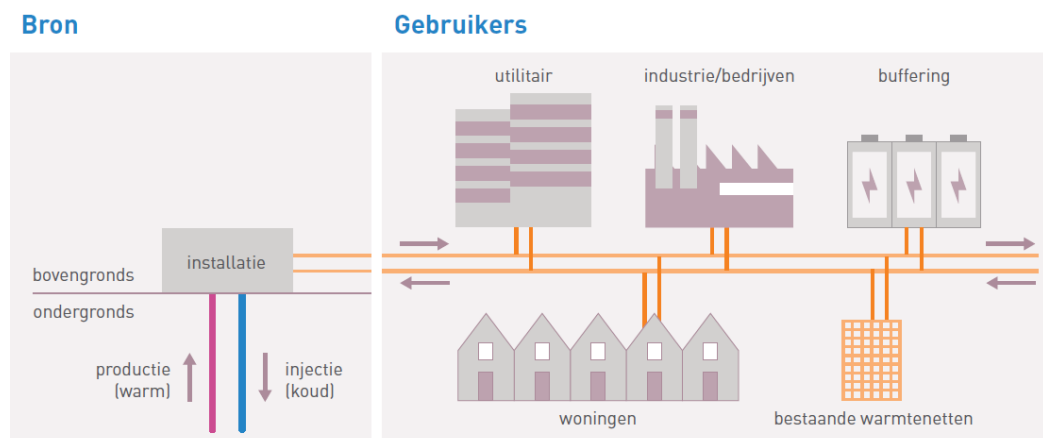 Bron
Gebruikers
utilitair
industrie/bedrijven
buffering
installatie
bovengronds
ondergronds
productie
(warm)
injectie
(koud)
woningen
bestaande warmtenetten